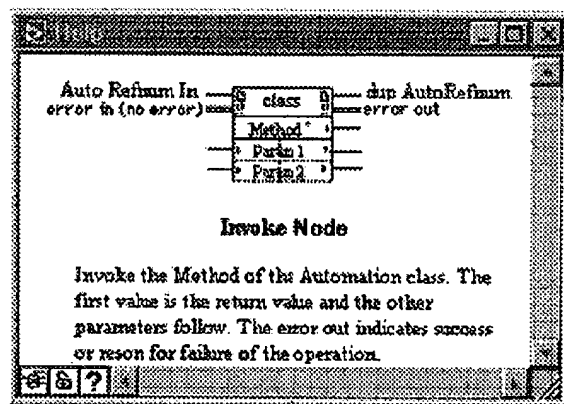 Help
Auto Refnum In class dup AutoRefnum
error in (no error) error out
Method
Param 1
Param 2
Invoke Node
Invoke the Method of the Automation class. The
first value is the return value and the other
parameters follow. The error out indicates success
or reson for failure of the operation.
?